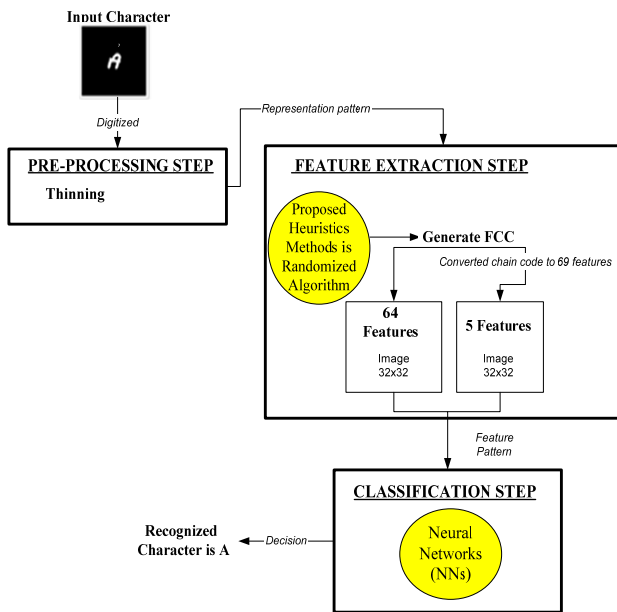 Input Character
A
Digitized
Representation pattern
PRE-PROCESSING STEP
Thinning
FEATURE EXTRACTION STEP
Proposed
Heuristics
Methods is
Randomized
Algorithm
Generate FCC
Converted chain code to 69 features
64
Features
Image
32x32
5 Features
Image
32x32
Feature
Pattern
CLASSIFICATION STEP
Neural
Networks
(NNs)
Decision
Recognized
Character is A